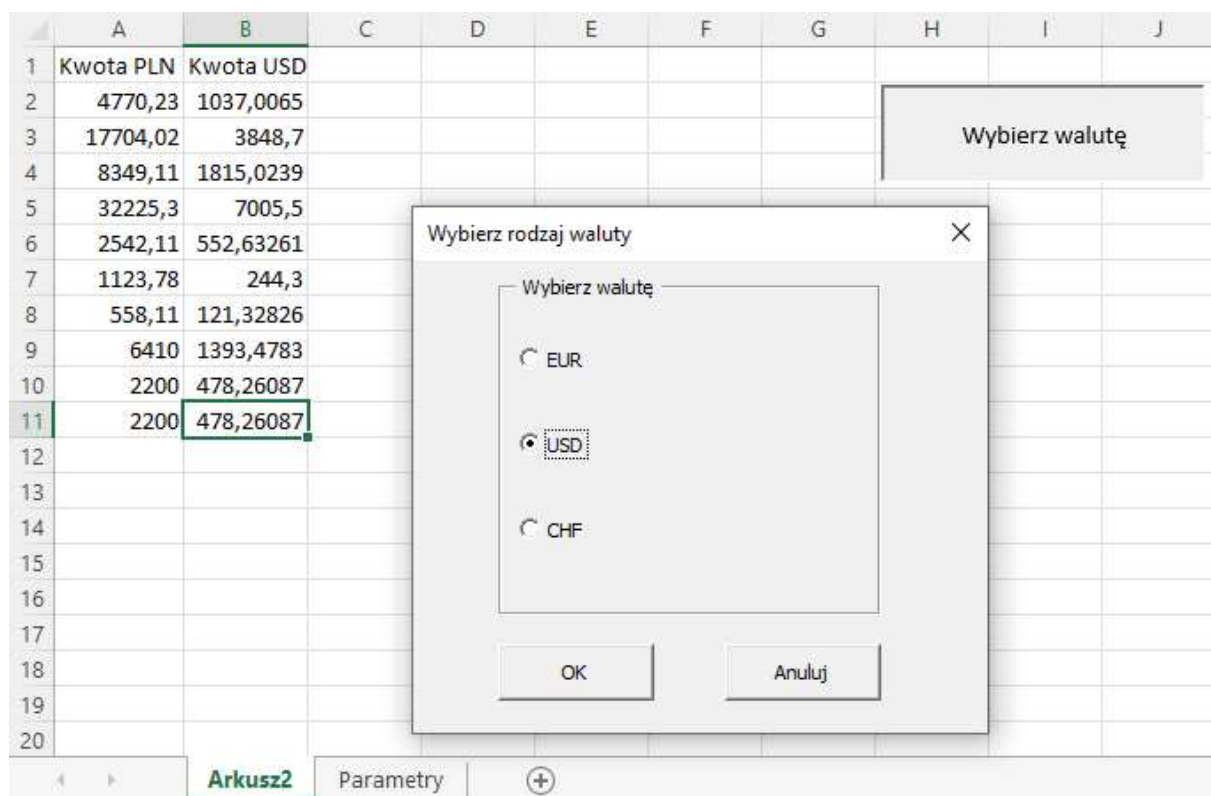 A B C D E F G H I J
1 Kwota PLN Kwota USD
2 4770,23 1037,0065
3 17704,02 3848,7
4 8349,11 1815,0239
5 32225,3 7005,5
6 2542,11 552,63261
7 1123,78 244,3
8 558,11 121,32826
9 6410 1393,4783
10 2200 478,26087
11 2200 478,26087
12
13
14
15
16
17
18
19
20
Wybierz walutę
Wybierz rodzaj waluty
Wybierz walutę
EUR
USD
CHF
OK Anuluj
Arkusz2 Parametry